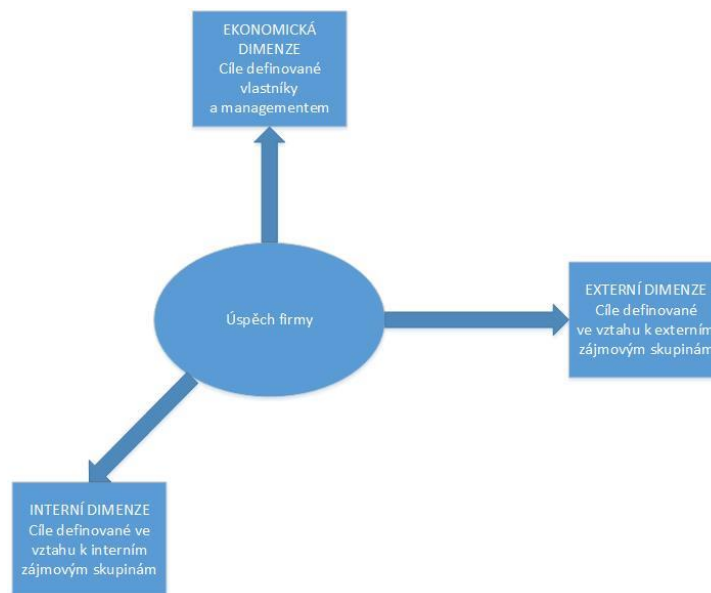 EKONOMICKÁ
DIMENZE
Cíle definované
vlastníky
a managementem
Úspěch firmy
EXTERNÍ DIMENZE
Cíle definované
ve vztahu k externím
zájmovým skupinám
INTERNÍ DIMENZE
Cíle definované ve
vztahu k interním
zájmovým skupinám